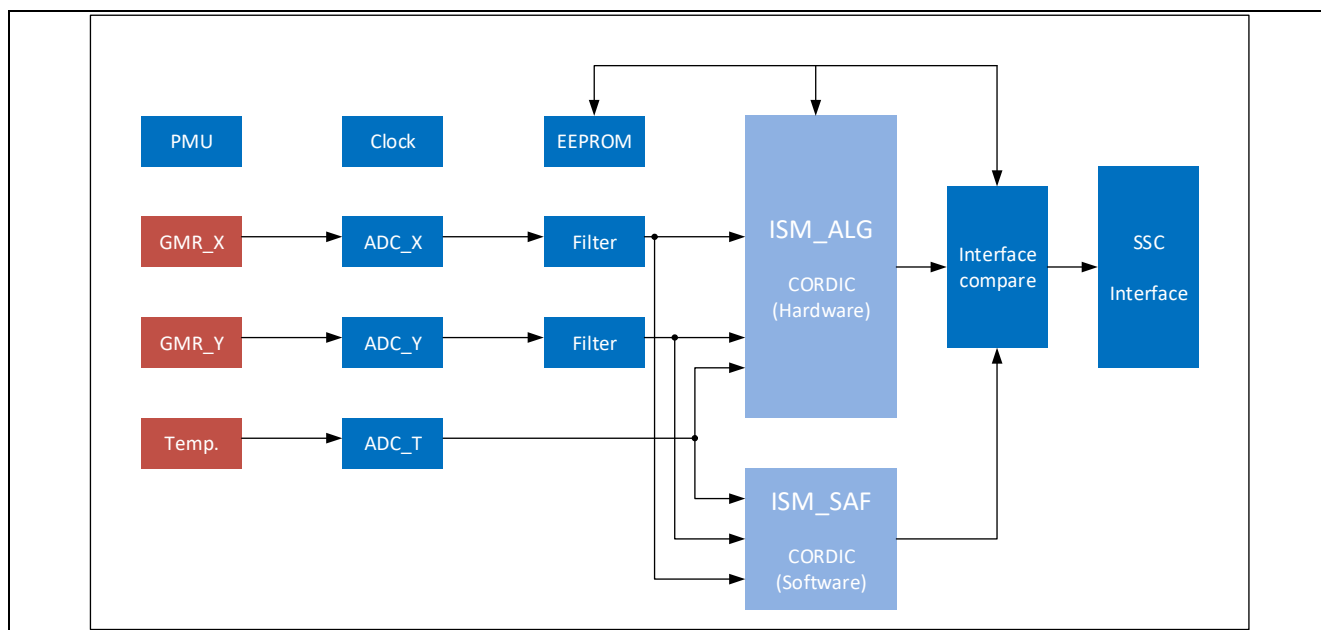 PMU
Clock
EEPROM
GMR_X
ADC_X
Filter
ISM_ALG
CORDIC
(Hardware)
Interface
compare
SSC
Interface
GMR_Y
ADC_Y
Filter
Temp.
ADC_T
ISM_SAF
CORDIC
(Software)